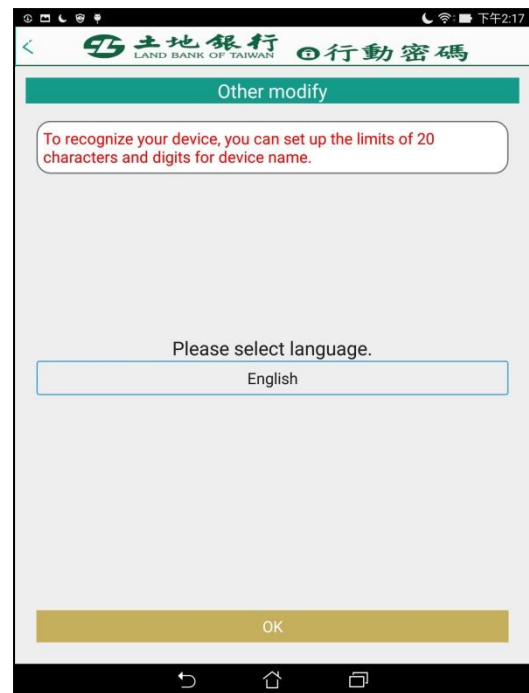 下午2:17
土地銀行 行動密碼
LAND BANK OF TAIWAN
Other modify
To recognize your device, you can set up the limits of 20
characters and digits for device name.
Please select language.
English
OK